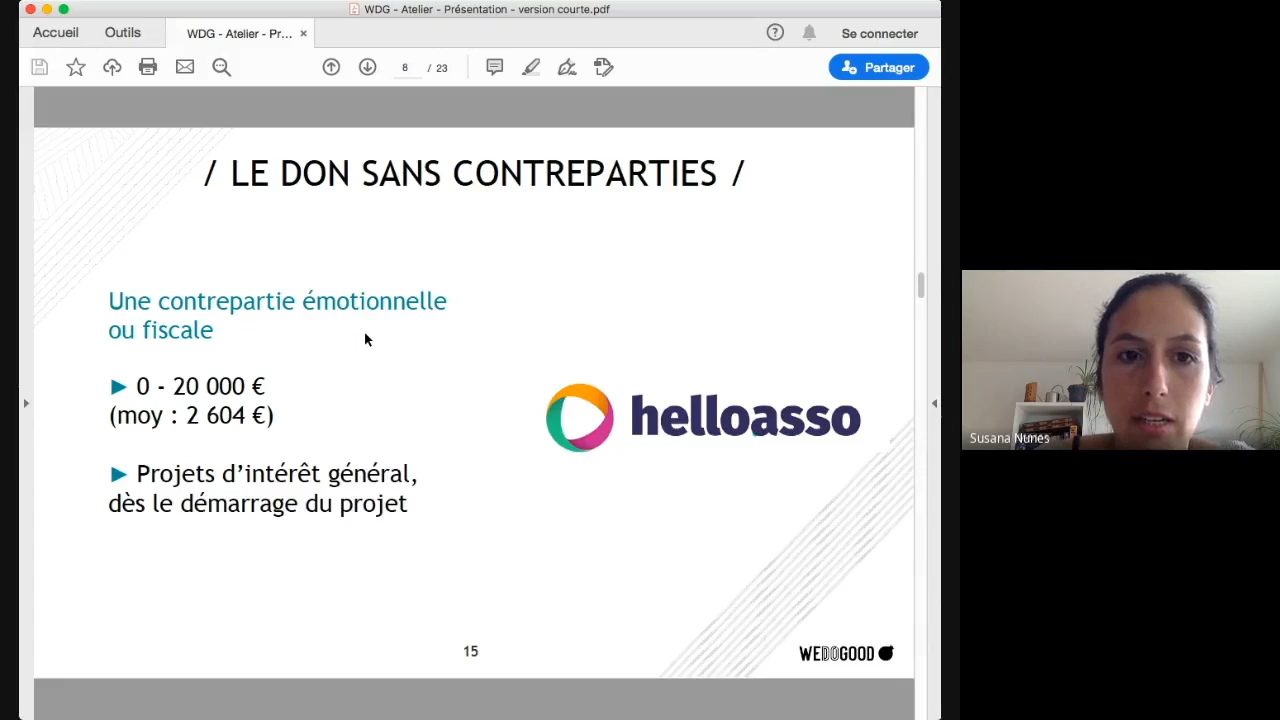 WDG - Atelier - Présentation - version courte.pdf
Accueil
Outils
WDG - Atelier - Pr... ×
Se connecter
8 / 23
Partager
/ LE DON SANS CONTREPARTIES /
Une contrepartie émotionnelle
ou fiscale
► 0 - 20 000 €
(moy : 2 604 €)
► Projets d’intérêt général,
dès le démarrage du projet
helloasso
15
WEDOGOOD
Susana Nunes